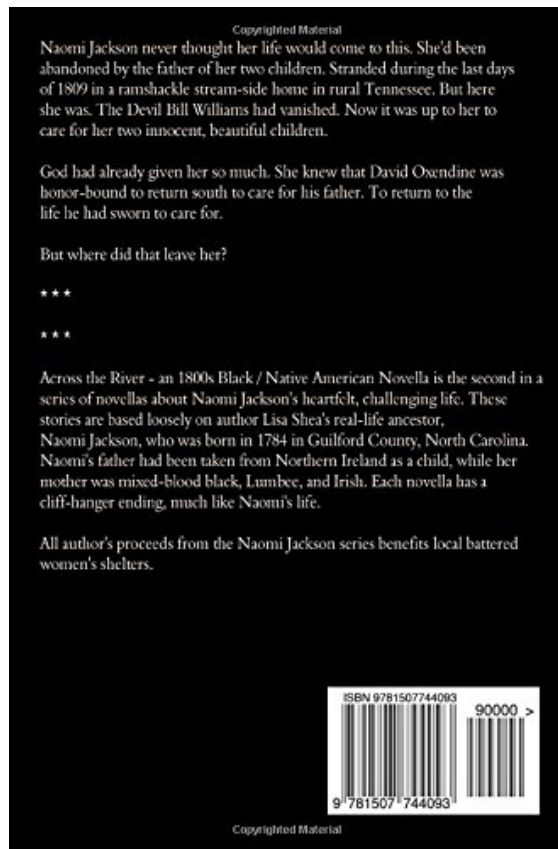 Copyrighted Material
Naomi Jackson never thought her life would come to this. She'd been
abandoned by the father of her two children. Stranded during the last days
of 1809 in a ramshackle stream-side home in rural Tennessee. But here
she was. The Devil Bill Williams had vanished. Now it was up to her to
care for her two innocent, beautiful children.
God had already given her so much. She knew that David Oxendine was
honor-bound to return south to care for his father. To return to the
life he had sworn to care for.
But where did that leave her?
* * *
* * *
Across the River - an 1800s Black / Native American Novella is the second in a
series of novellas about Naomi Jackson's heartfelt, challenging life. These
stories are based loosely on author Lisa Shea's real-life ancestor,
Naomi Jackson, who was born in 1784 in Guilford County, North Carolina.
Naomi's father had been taken from Northern Ireland as a child, while her
mother was mixed-blood black, Lumbee, and Irish. Each novella has a
cliff-hanger ending, much like Naomi's life.
All author's proceeds from the Naomi Jackson series benefits local battered
women's shelters.
ISBN 9781507744093
90000 >
9 781507 744093
Copyrighted Material